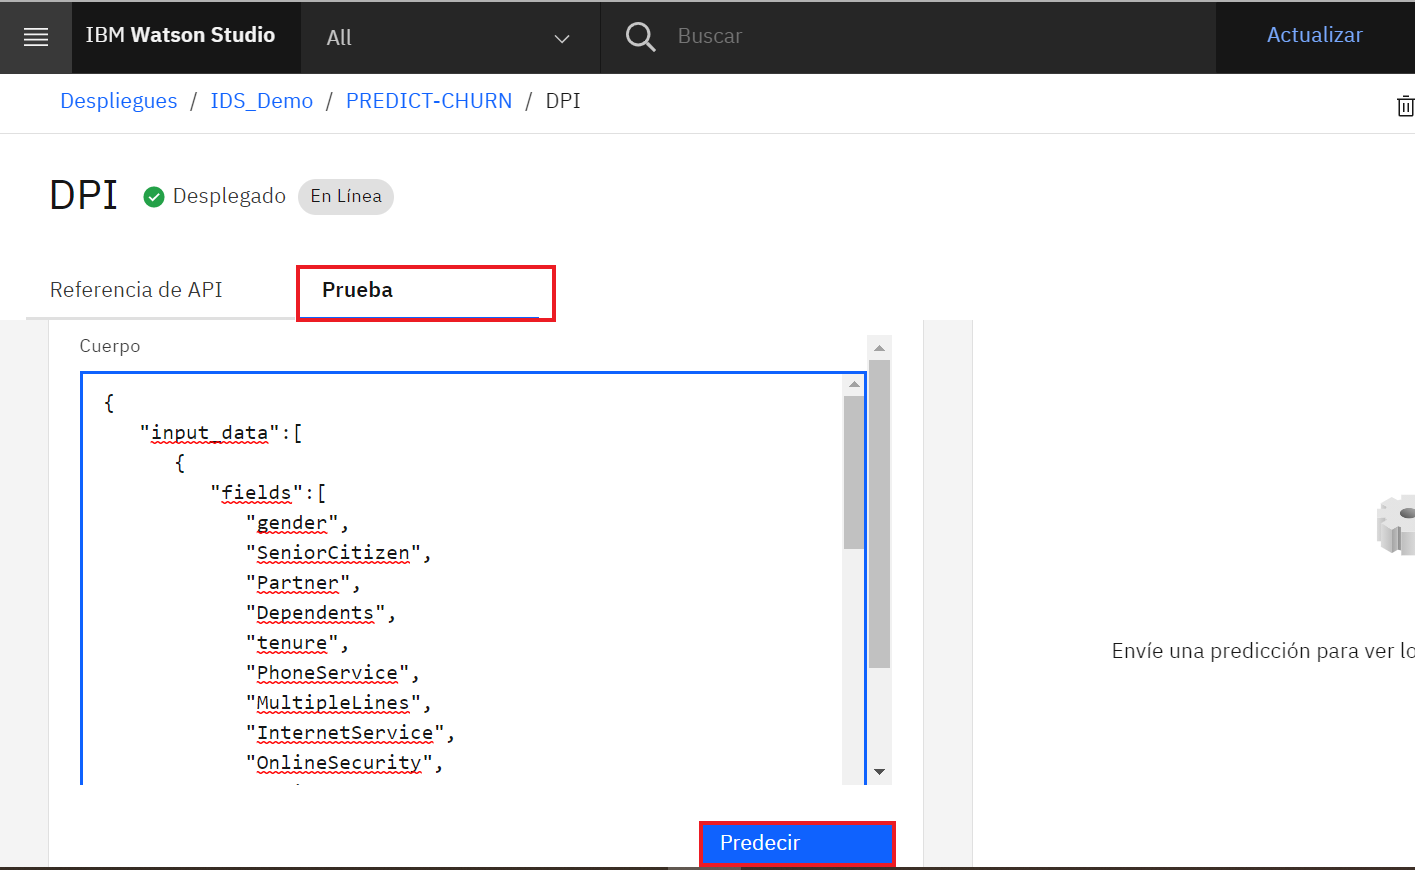 IBM Watson Studio
All
Buscar
Actualizar
Despliegues / IDS_Demo / PREDICT-CHURN / DPI
DPI
Desplegado
En Línea
Referencia de API
Prueba
Cuerpo
{
"input_data":[
{
"fields":[
"gender",
"SeniorCitizen",
"Partner",
"Dependents",
"tenure",
"PhoneService",
"MultipleLines",
"InternetService",
"OnlineSecurity",
Envíe una predicción para ver lo
Predecir